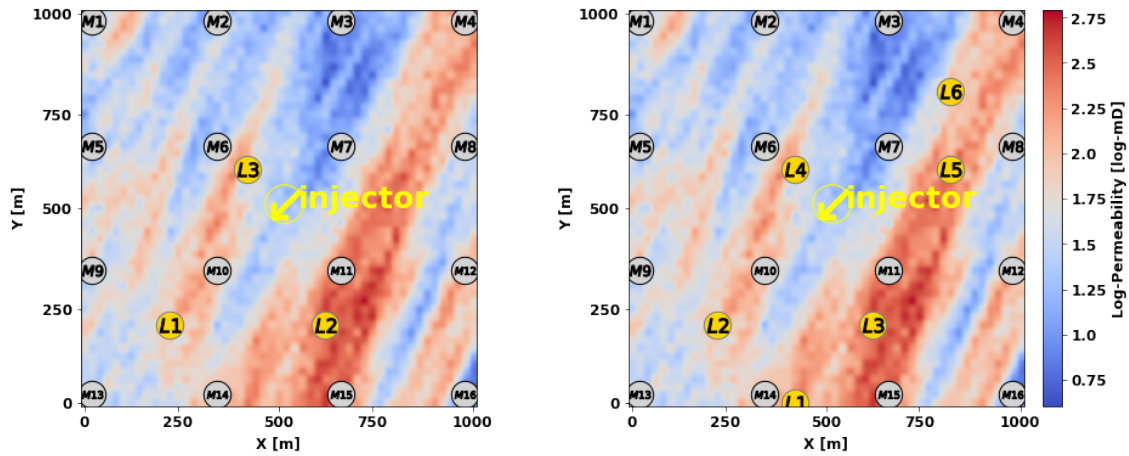 1000
750
500
250
0
Y [m]
M1 M2 M3 M4
M5 M6 M7 M8
L3
injector
M9 M10 M11 M12
L1 L2
M13 M14 M15 M16
0 250 500 750 1000
X [m]
1000
750
500
250
0
Y [m]
M1 M2 M3 M4
L6
M5 M6 M7 M8
L4 L5
injector
M9 M10 M11 M12
L2 L3
M13 M14 L1 M15 M16
0 250 500 750 1000
X [m]
2.75
2.50
2.25
2.0
1.75
1.5
1.25
1.0
0.75
Log-Permeability [log-mD]